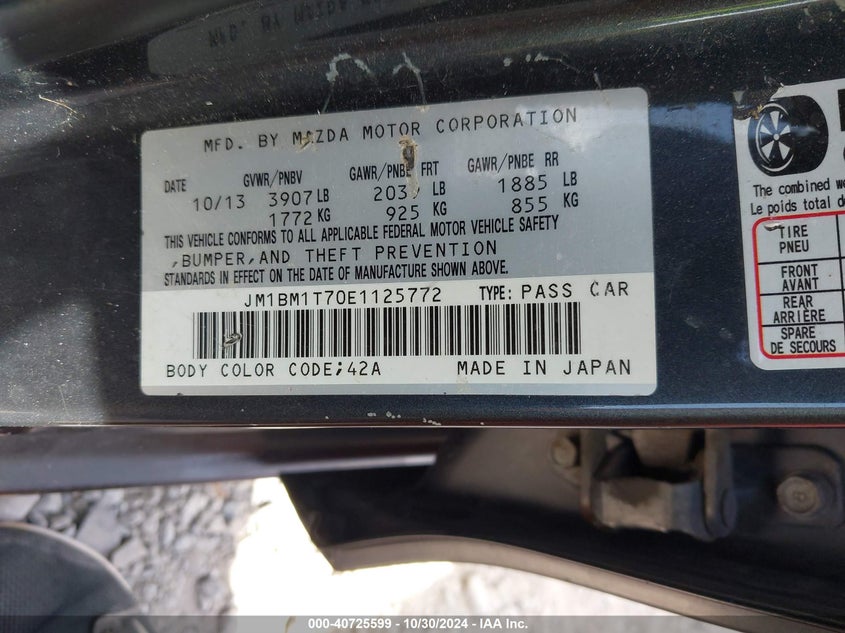 MFD. BY MAZDA MOTOR CORPORATION
DATE GVWR/PNBV GAWR/PNBE FRT GAWR/PNBE RR
10/13 3907 LB LB 1885 LB
1772 KG 925 KG 855 KG
THIS VEHICLE CONFORMS TO ALL APPLICABLE FEDERAL MOTOR VEHICLE SAFETY
,BUMPER,AND THEFT PREVENTION
STANDARDS IN EFFECT ON THE DATE OF MANUFACTURE SHOWN ABOVE.
JM1BM1T70E1125772 TYPE: PASS CAR
BODY COLOR CODE;42A MADE IN JAPAN
The combined
Le poids total
TIRE
PNEU
FRONT
AVANT
REAR
ARRIÈRE
SPARE
DE SECOURS
000-40725599 - 10/30/2024 - IAA Inc.